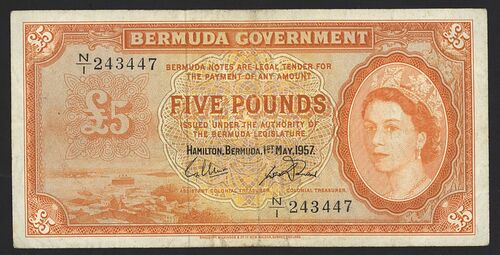 £5
BERMUDA GOVERNMENT
£5
N/1 243447
BERMUDA NOTES ARE LEGAL TENDER FOR
THE PAYMENT OF ANY AMOUNT.
£5
FIVE POUNDS
ISSUED UNDER THE AUTHORITY OF
THE BERMUDA LEGISLATURE.
HAMILTON, BERMUDA, 1ST MAY, 1957.
ASSISTANT COLONIAL TREASURER.
COLONIAL TREASURER.
N/1 243447
£5
£5